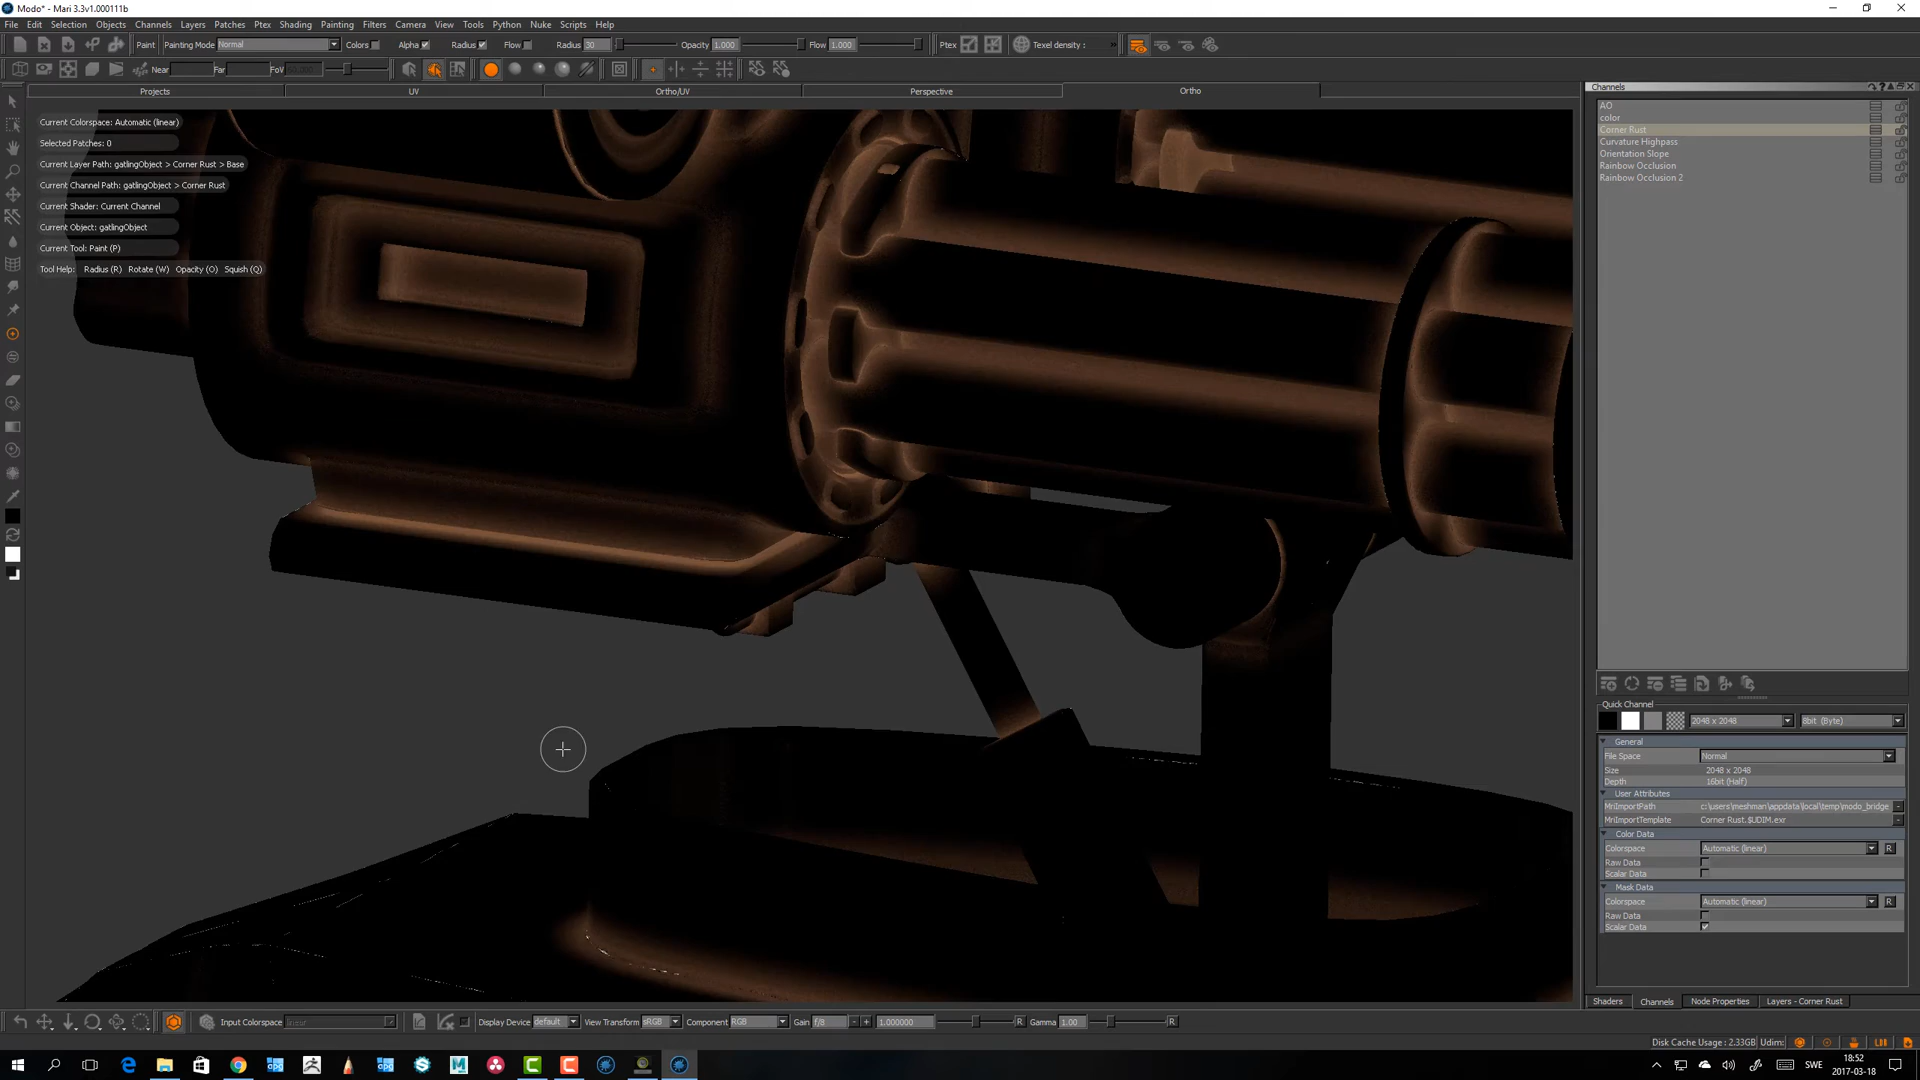 Modo* - Mari 3.3v1.000111b
File Edit Selection Objects Channels Layers Patches Ptex Shading Painting Filters Camera View Tools Python Nuke Scripts Help
Paint Painting Mode Normal Colors Alpha Radius Flow Radius 30 Opacity 1.000 Flow 1.000 Ptex Texel density : »
Near Far FoV
Projects UV Ortho/UV Perspective Ortho
Channels
Current Colorspace: Automatic (linear)
Selected Patches: 0
Current Layer Path: gatlingObject > Corner Rust > Base
Current Channel Path: gatlingObject > Corner Rust
Current Shader: Current Channel
Current Object: gatlingObject
Current Tool: Paint (P)
Tool Help: Radius (R) Rotate (W) Opacity (O) Squish (Q)
AO
color
Corner Rust
Curvature Highpass
Orientation Slope
Rainbow Occlusion
Rainbow Occlusion 2
Quick Channel
2048 x 2048 8bit (Byte)
General
File Space Normal
Size 2048 x 2048
Depth 16bit (Half)
User Attributes
MriImportPath c:\users\meshman\appdata\local\temp\modo_bridge
MriImportTemplate Corner Rust.$UDIM.exr
Color Data
Colorspace Automatic (linear) R
Raw Data
Scalar Data
Mask Data
Colorspace Automatic (linear) R
Raw Data
Scalar Data
Shaders Channels Node Properties Layers - Corner Rust
Input Colorspace linear Display Device default View Transform sRGB Component RGB Gain f/8 - + 1.000000 R Gamma 1.00 R
Disk Cache Usage : 2.33GB Udim:
SWE
18:52
2017-03-18